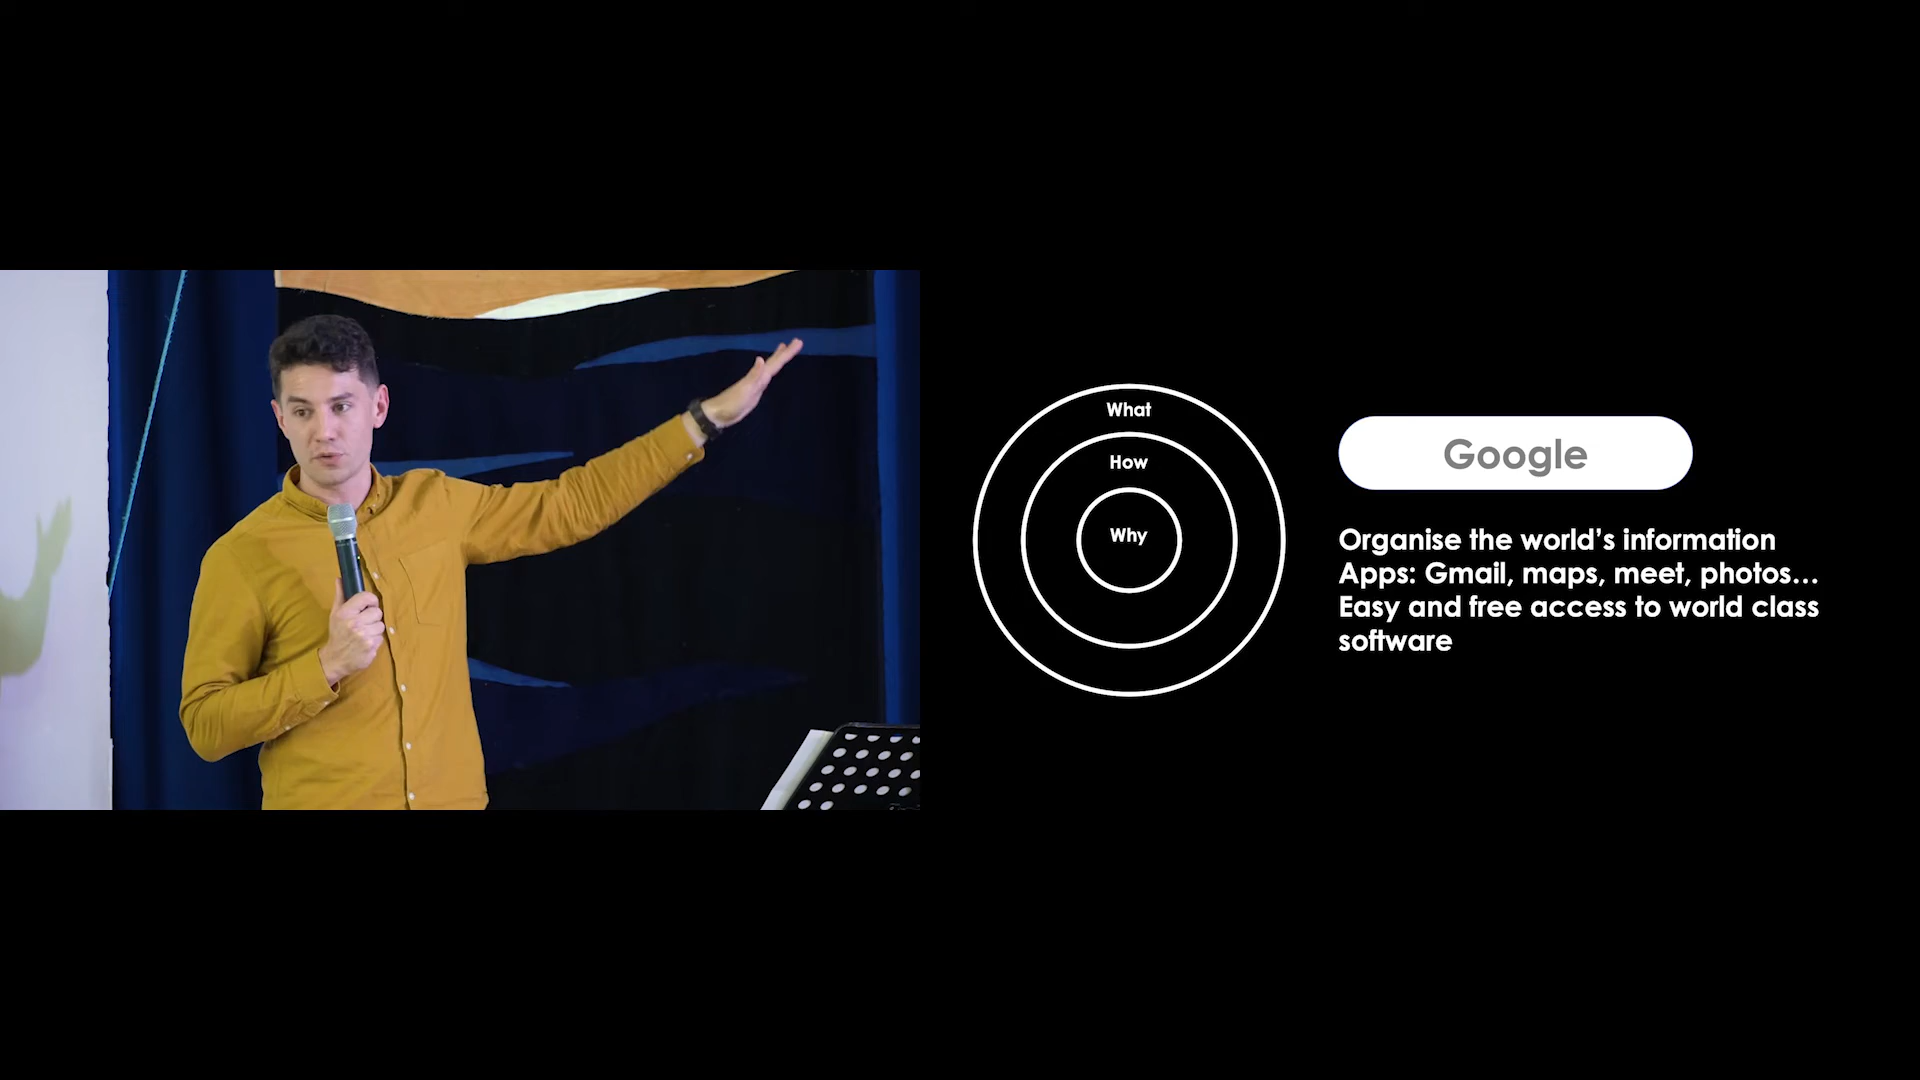 What
How
Why
Google
Organise the world's information
Apps: Gmail, maps, meet, photos...
Easy and free access to world class
software